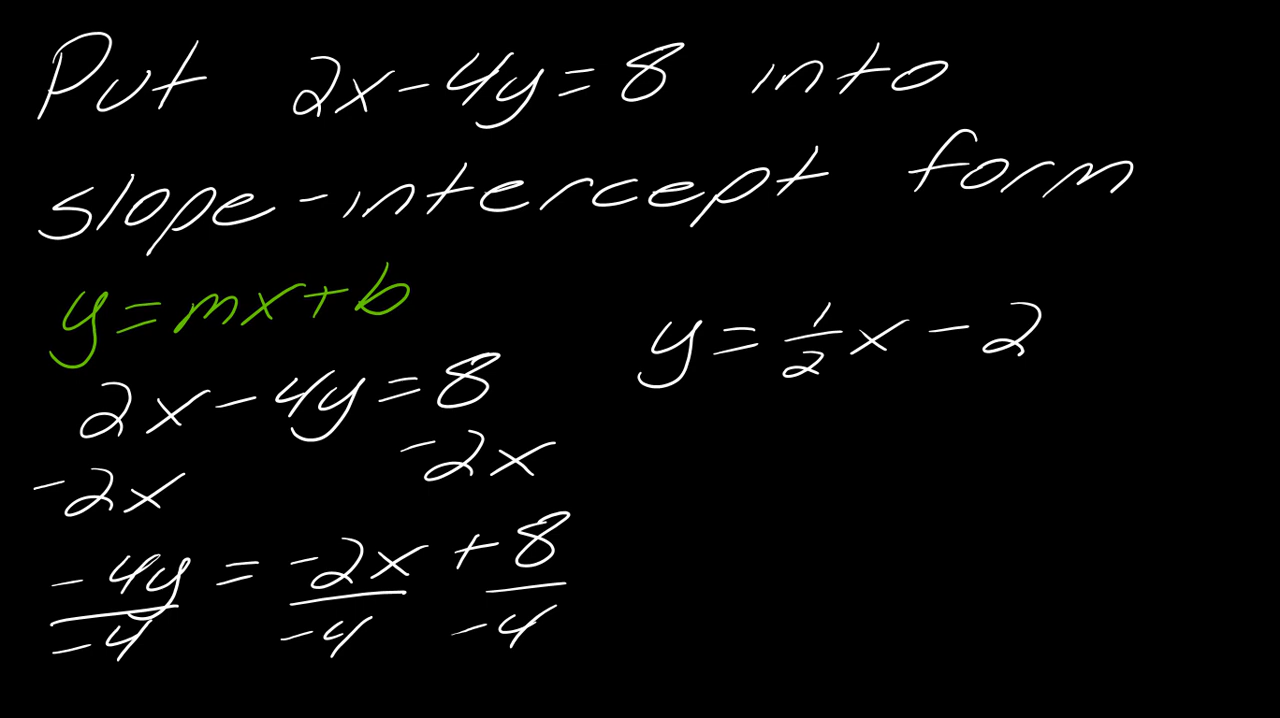 Put 2x-4y=8 into
slope-intercept form
y=mx+b
y=1/2x-2
2x-4y=8
-2x
-2x
-4y=-2x+8
-4 -4 -4